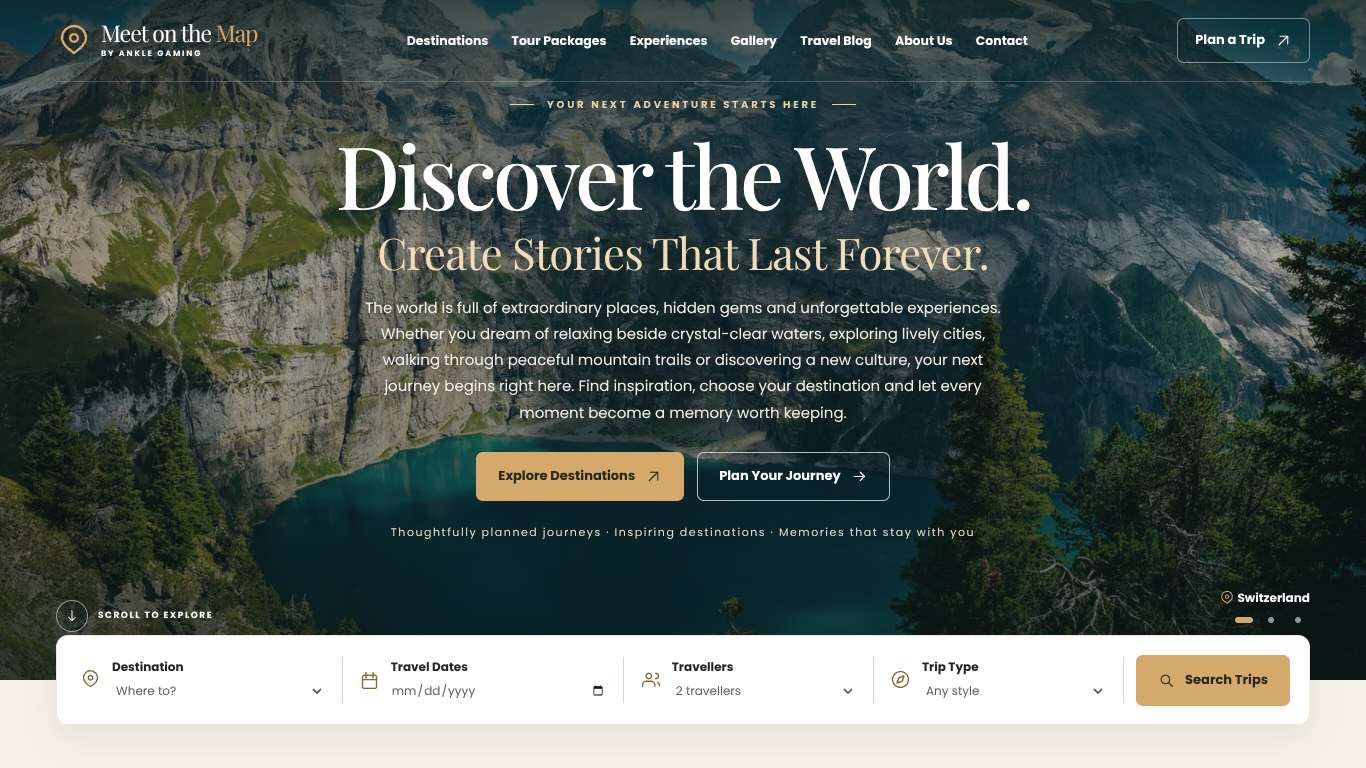 Meet on the Map
BY ANKLE GAMING
Destinations
Tour Packages
Experiences
Gallery
Travel Blog
About Us
Contact
Plan a Trip
YOUR NEXT ADVENTURE STARTS HERE
Discover the World.
Create Stories That Last Forever.
The world is full of extraordinary places, hidden gems and unforgettable experiences.
Whether you dream of relaxing beside crystal-clear waters, exploring lively cities,
walking through peaceful mountain trails or discovering a new culture, your next
journey begins right here. Find inspiration, choose your destination and let every
moment become a memory worth keeping.
Explore Destinations
Plan Your Journey
Thoughtfully planned journeys · Inspiring destinations · Memories that stay with you
SCROLL TO EXPLORE
Switzerland
Destination
Where to?
Travel Dates
mm/dd/yyyy
Travellers
2 travellers
Trip Type
Any style
Search Trips